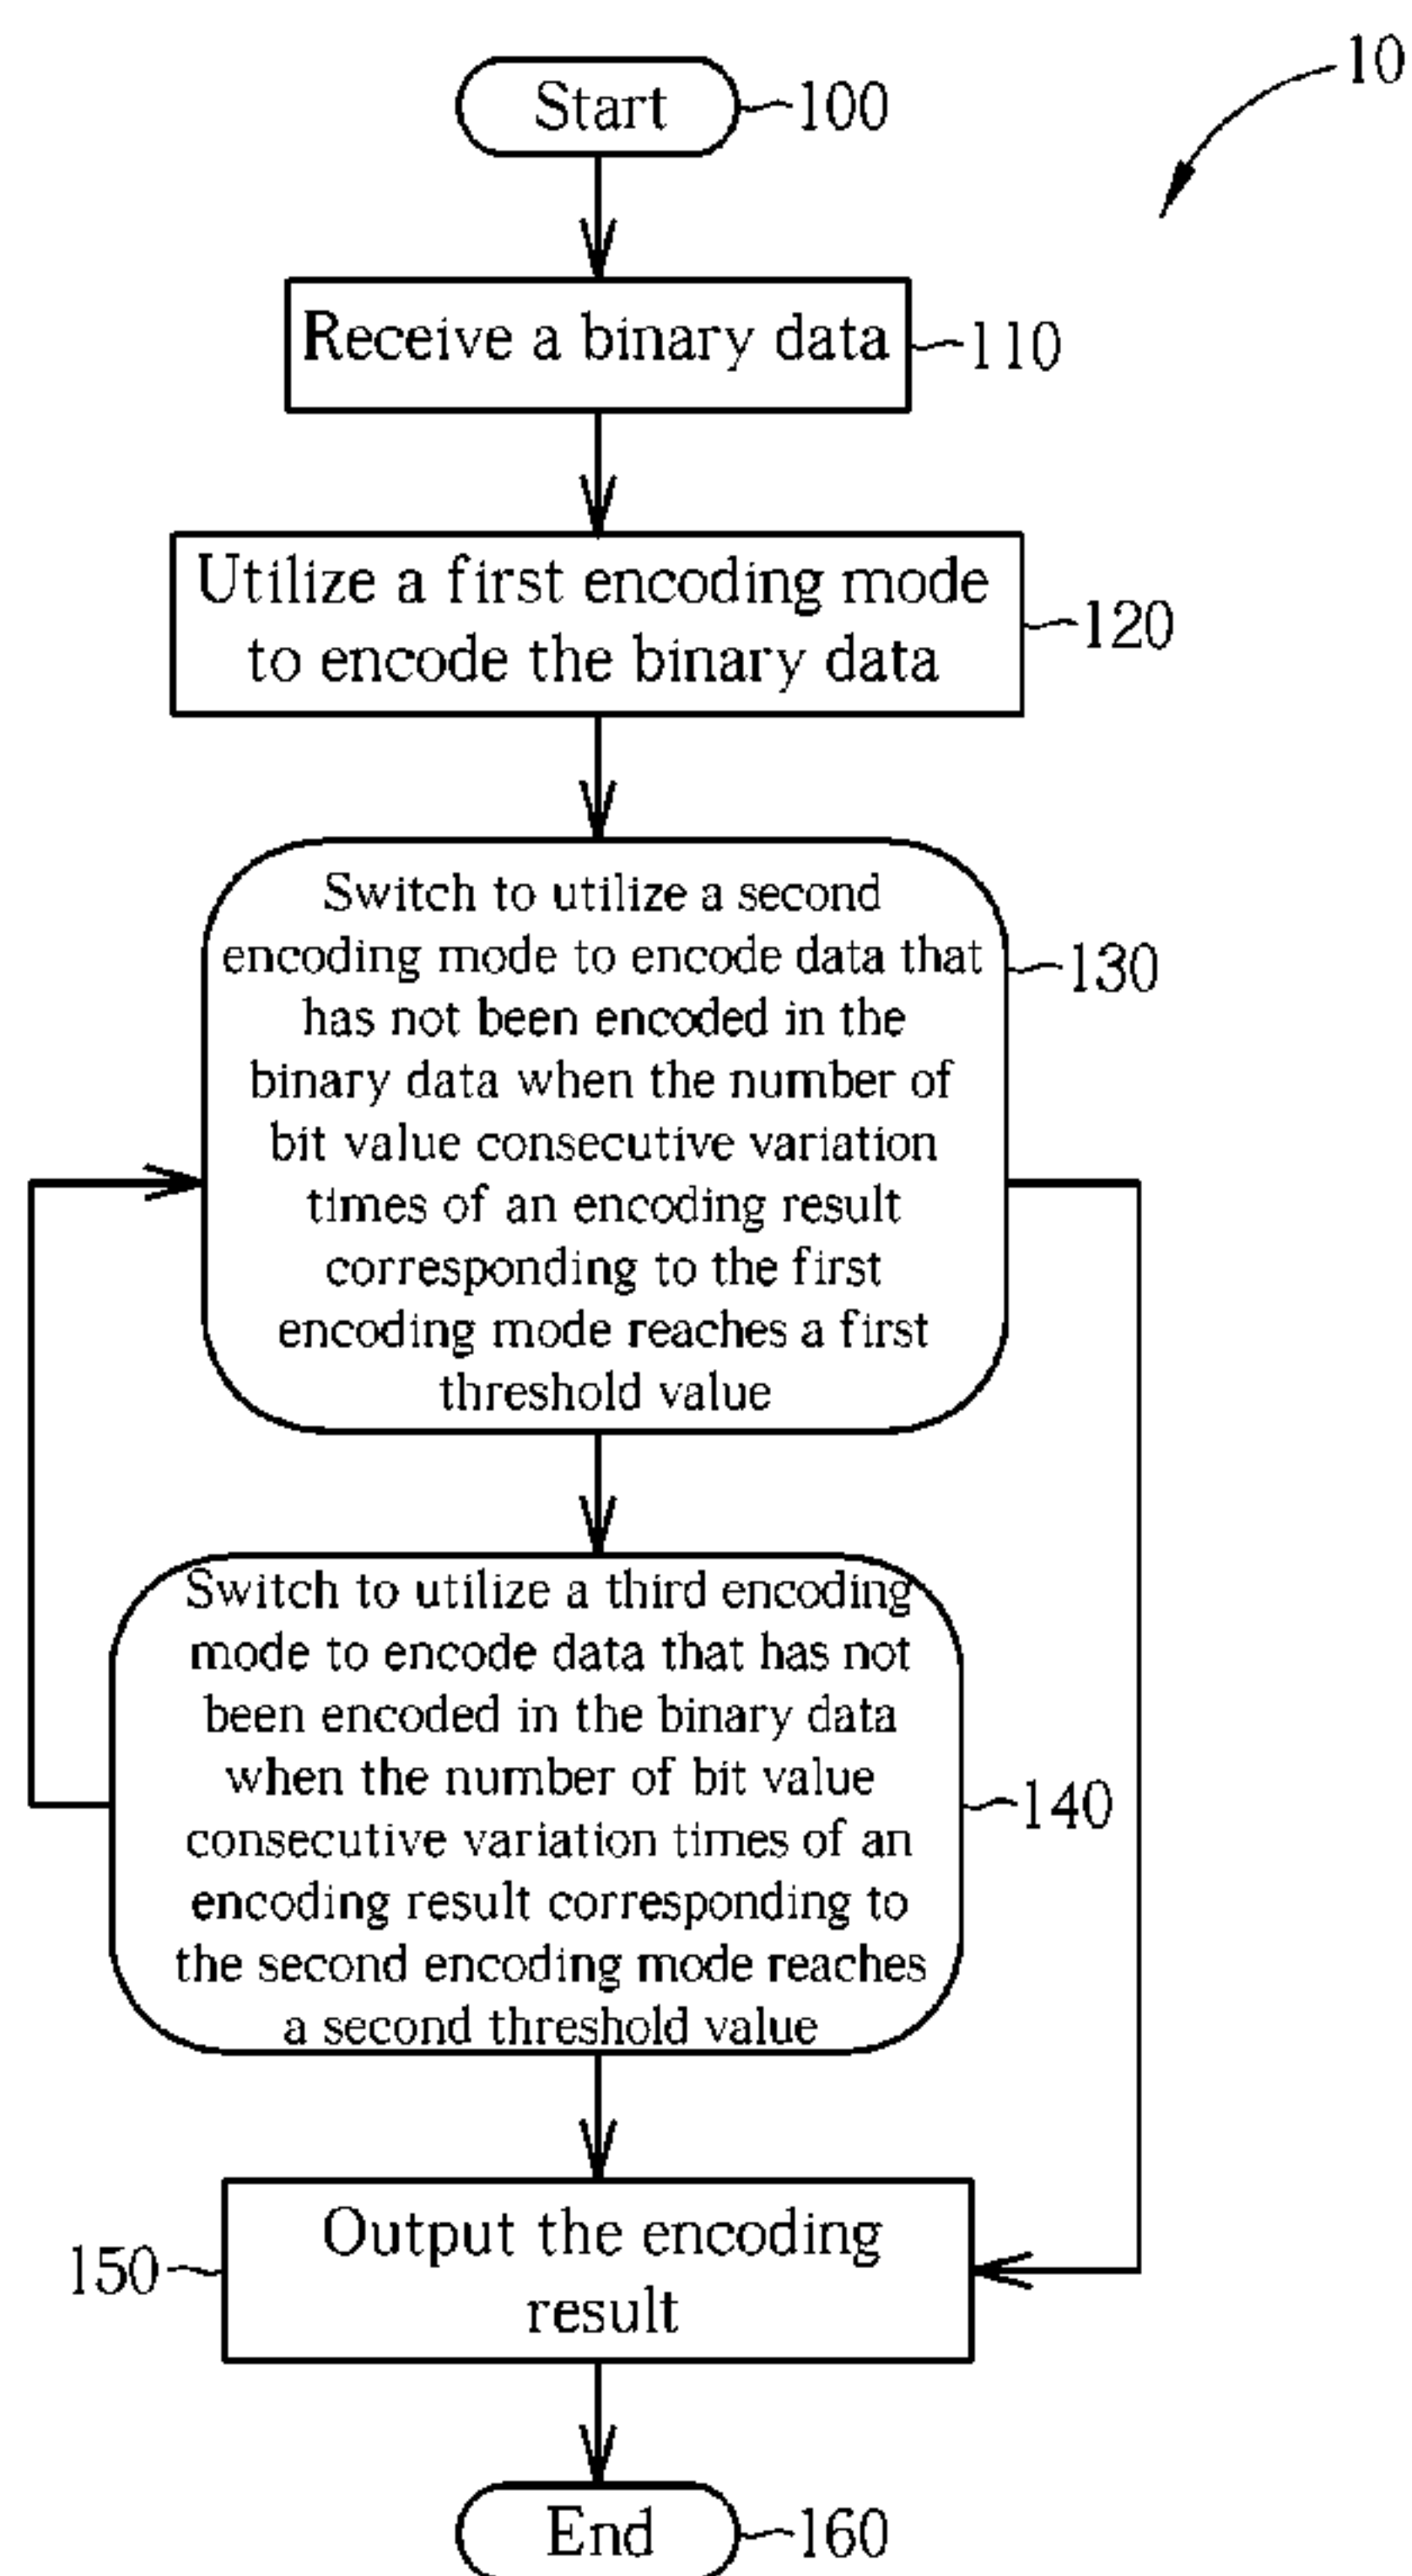 10
Start
100
Receive a binary data
110
Utilize a first encoding mode
to encode the binary data
120
Switch to utilize a second
encoding mode to encode data that
has not been encoded in the
binary data when the number of
bit value consecutive variation
times of an encoding result
corresponding to the first
encoding mode reaches a first
threshold value
130
Switch to utilize a third encoding
mode to encode data that has not
been encoded in the binary data
when the number of bit value
consecutive variation times of an
encoding result corresponding to
the second encoding mode reaches
a second threshold value
140
Output the encoding
result
150
End
160